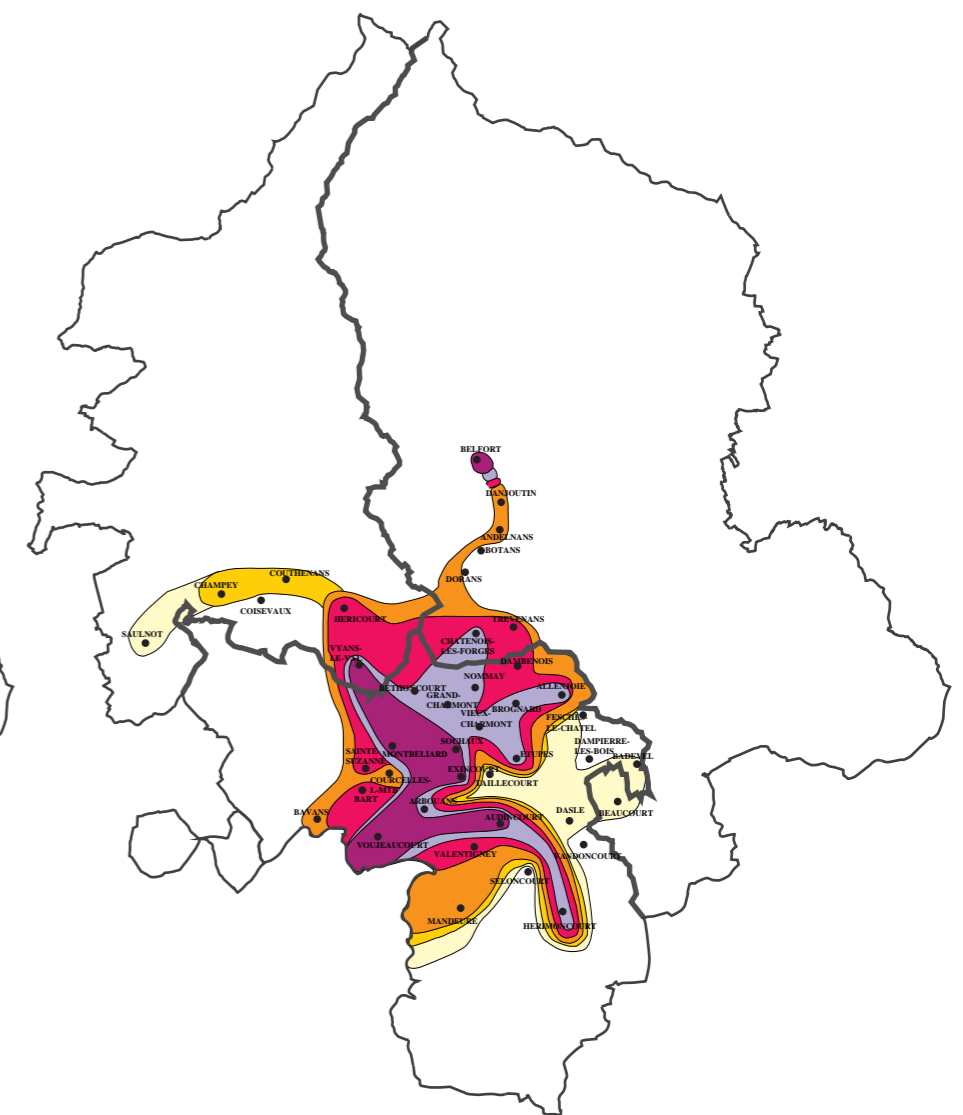 BELFORT
DANJOUTIN
ANDELNANS
BOTANS
DORANS
COUTHENANS
CHAMPEY
COISEVAUX
HERICOURT
TREVENANS
SAULNOT
CHATENOIS-
LES-FORGES
VYANS-
LE-VAL
DAMBENOIS
NOMMAY
BETHONCOURT
ALLENJOIE
GRAND-
CHARMONT
BROGNARD
VIEUX-
CHARMONT
FESCHES-
LE-CHATEL
SOCHAUX
DAMPIERRE-
LES-BOIS
SAINTE-
SUZANNE
MONTBELIARD
ETUPES
BADEVEL
EXINCOURT
COURCELLES-
L-MTB
TAILLECOURT
BART
ARBOUANS
BAVANS
AUDINCOURT
DASLE
BEAUCOURT
VOUJEAUCOURT
VALENTIGNEY
VANDONCOURT
SELONCOURT
MANDEURE
HERIMONCOURT